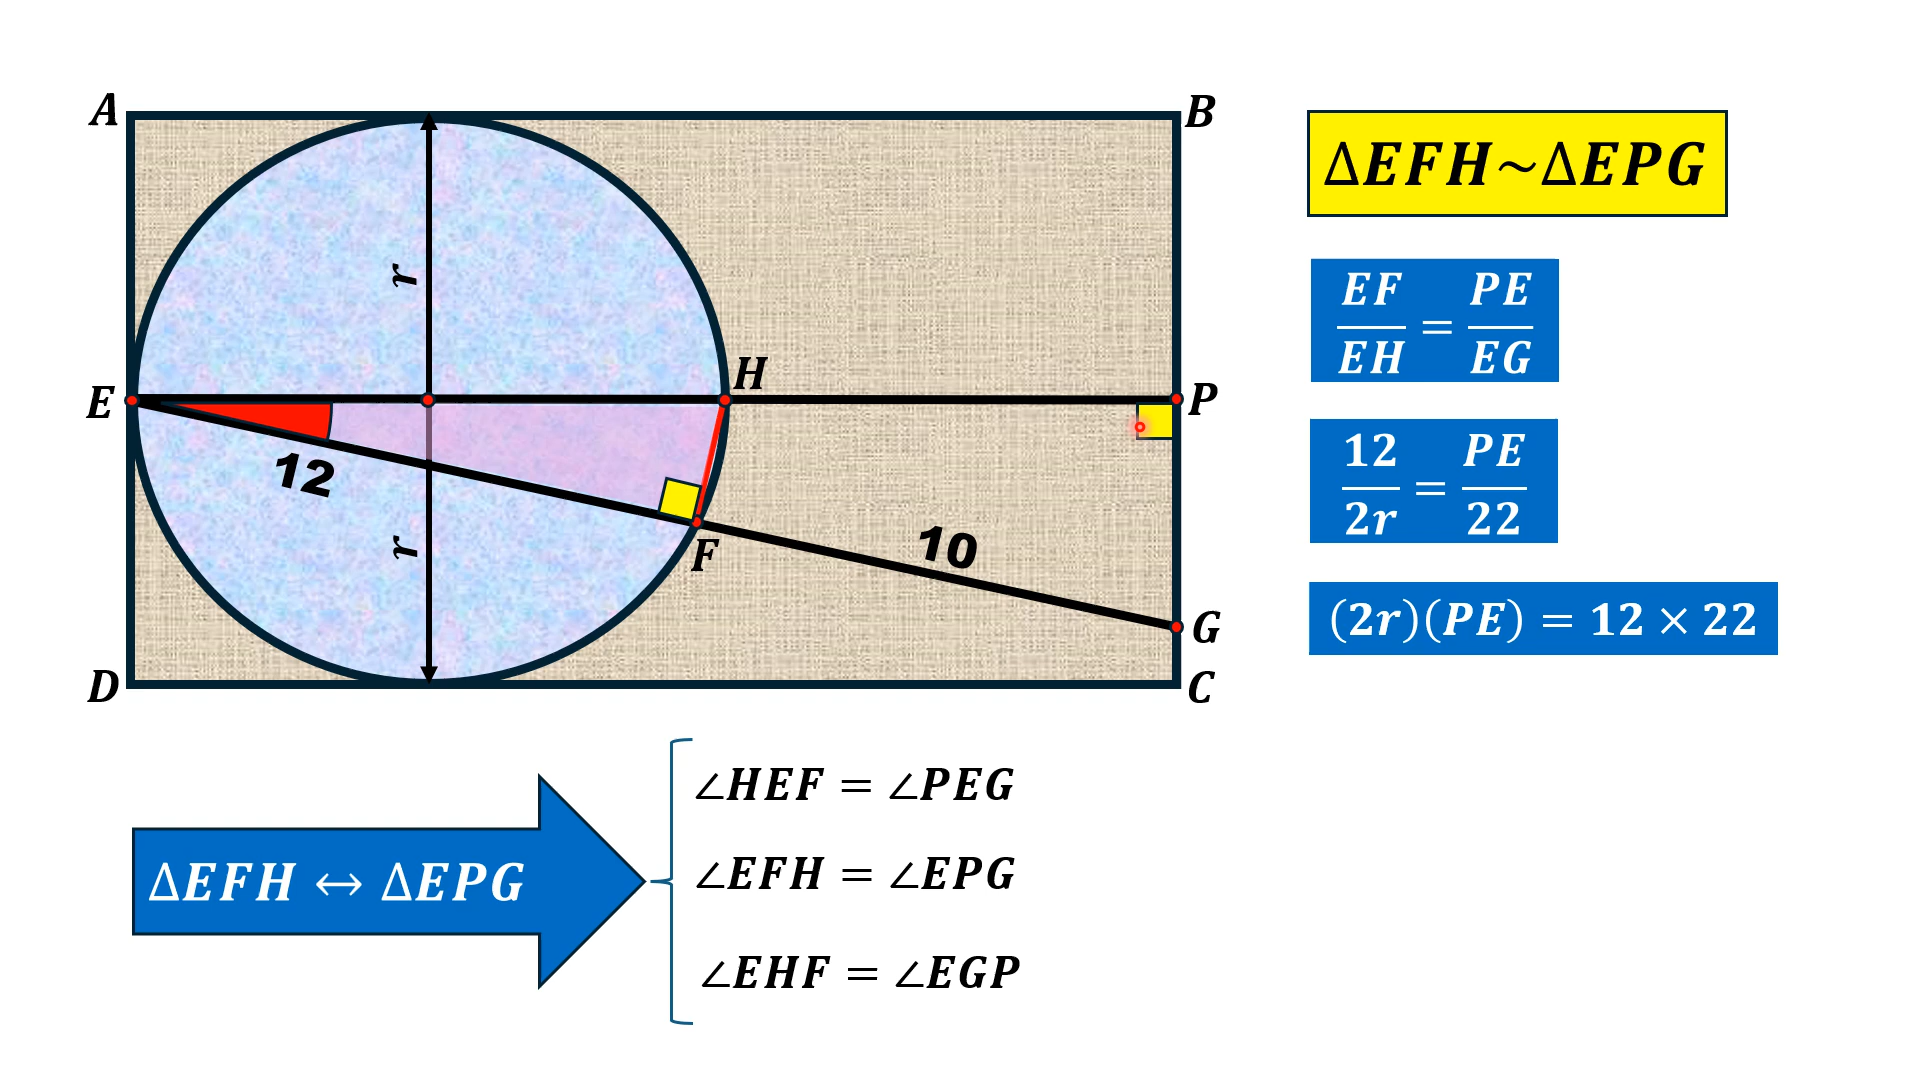 A
B
r
E
H
P
12
r
F
10
G
D
C
ΔEFH~ΔEPG
EF/EH = PE/EG
12/2r = PE/22
(2r)(PE) = 12 × 22
ΔEFH ↔ ΔEPG
∠HEF = ∠PEG
∠EFH = ∠EPG
∠EHF = ∠EGP